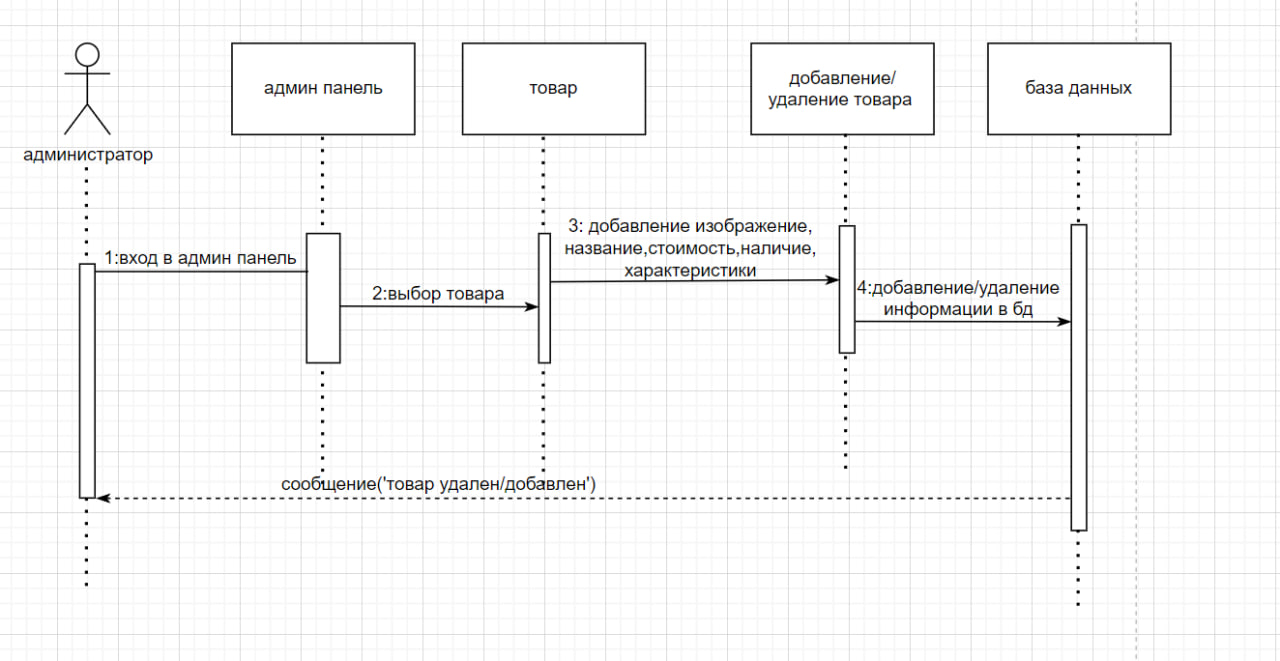 админ панель
товар
добавление/
удаление товара
база данных
администратор
1:вход в админ панель
2:выбор товара
3: добавление изображение,
название,стоимость,наличие,
характеристики
4:добавление/удаление
информации в бд
сообщение('товар удален/добавлен')